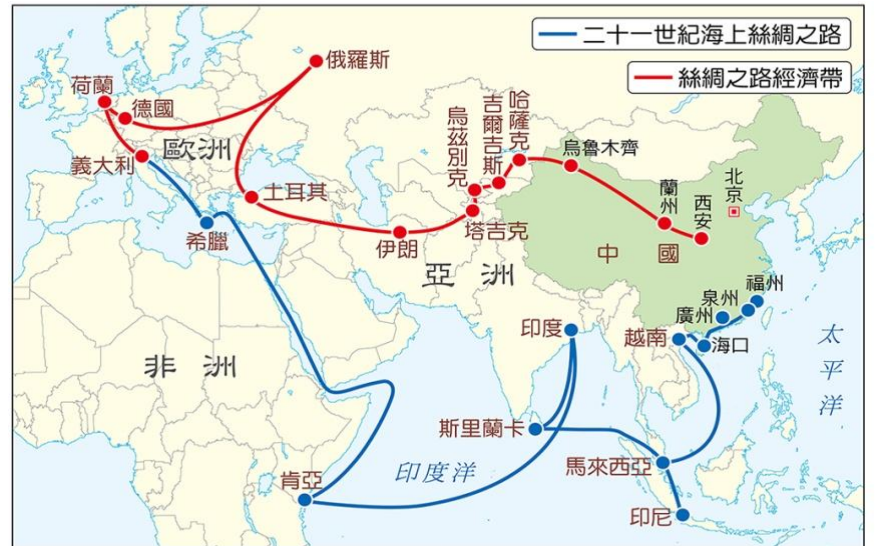 二十一世紀海上絲綢之路
絲綢之路經濟帶
俄羅斯
荷蘭
德國
歐洲
義大利
希臘
土耳其
伊朗
烏茲別克
吉爾吉斯
哈薩克
塔吉克
烏魯木齊
蘭州
西安
北京
中國
亞洲
福州
泉州
廣州
海口
越南
印度
太平洋
非洲
斯里蘭卡
馬來西亞
印度洋
肯亞
印尼